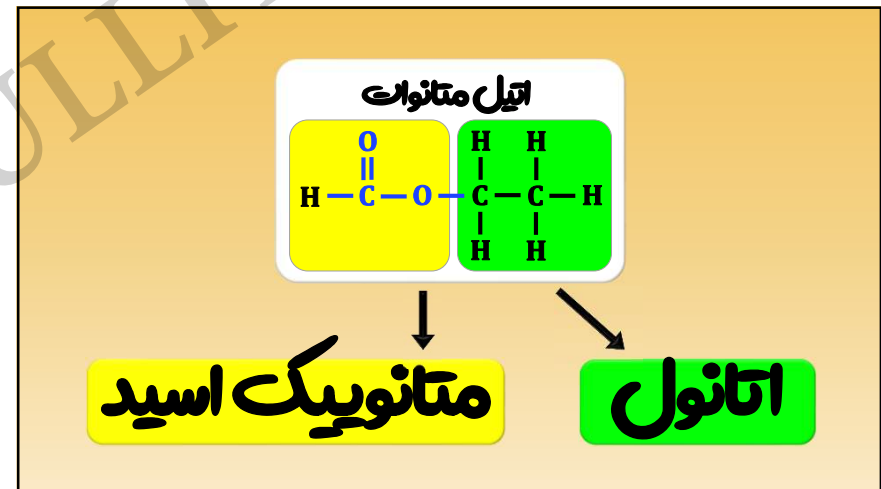 اتیل متانوات
O H H
||  |  |
H — C — O — C — C — H
|  |
H H
متانوییک اسید
اتانول